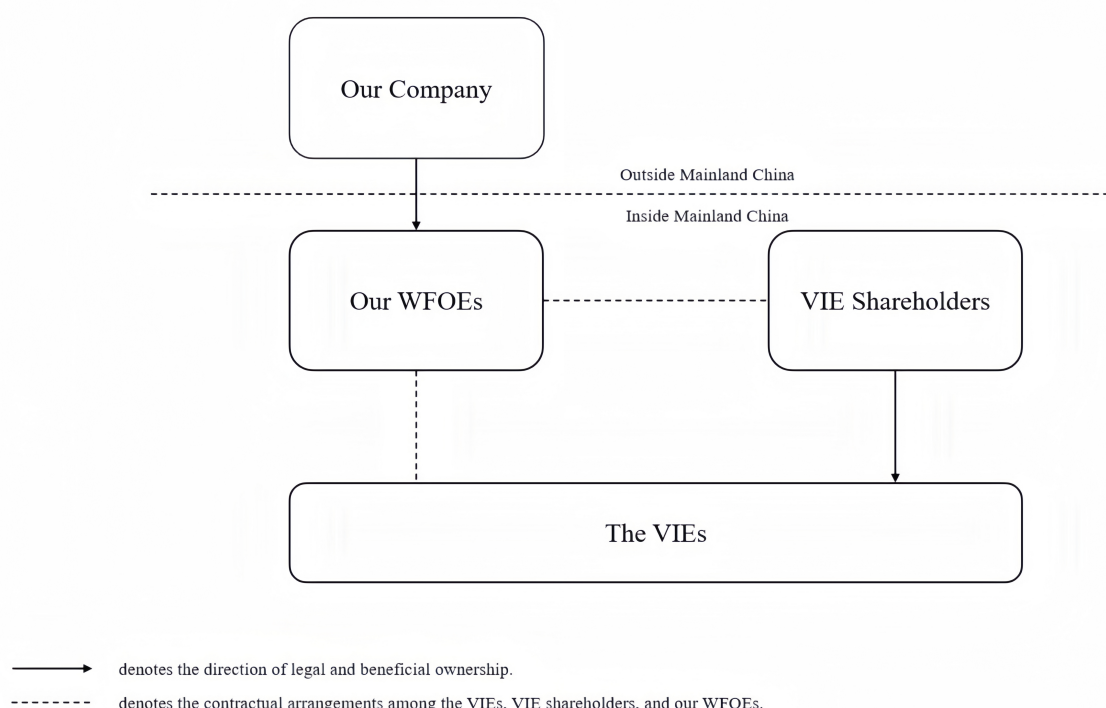 Our Company
Outside Mainland China
Inside Mainland China
Our WFOEs
VIE Shareholders
The VIEs
denotes the direction of legal and beneficial ownership.
denotes the contractual arrangements among the VIEs, VIE shareholders, and our WFOEs.